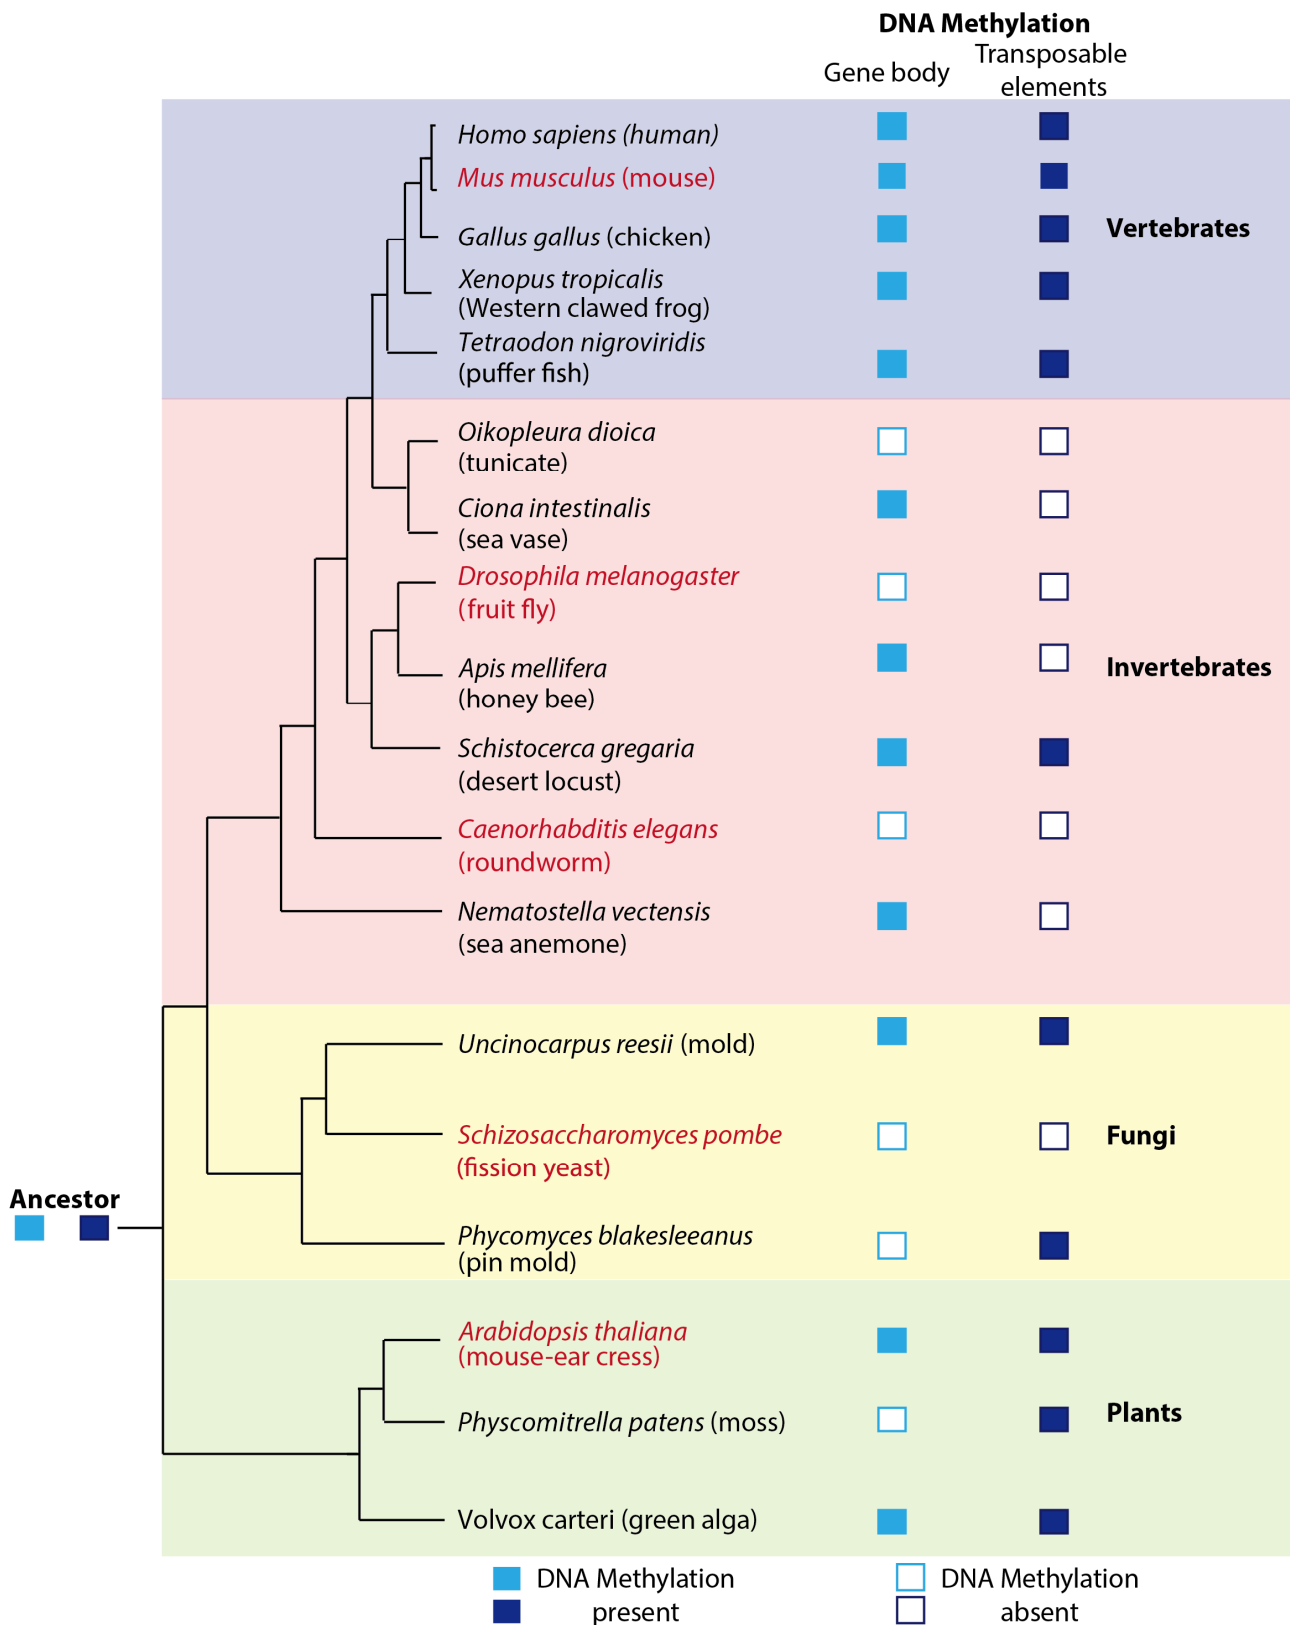 DNA Methylation
Gene body
Transposable
elements
Homo sapiens (human)
Mus musculus (mouse)
Gallus gallus (chicken)
Vertebrates
Xenopus tropicalis
(Western clawed frog)
Tetraodon nigroviridis
(puffer fish)
Oikopleura dioica
(tunicate)
Ciona intestinalis
(sea vase)
Drosophila melanogaster
(fruit fly)
Apis mellifera
(honey bee)
Invertebrates
Schistocerca gregaria
(desert locust)
Caenorhabditis elegans
(roundworm)
Nematostella vectensis
(sea anemone)
Uncinocarpus reesii (mold)
Schizosaccharomyces pombe
(fission yeast)
Fungi
Ancestor
Phycomyces blakesleeanus
(pin mold)
Arabidopsis thaliana
(mouse-ear cress)
Physcomitrella patens (moss)
Plants
Volvox carteri (green alga)
DNA Methylation
present
DNA Methylation
absent